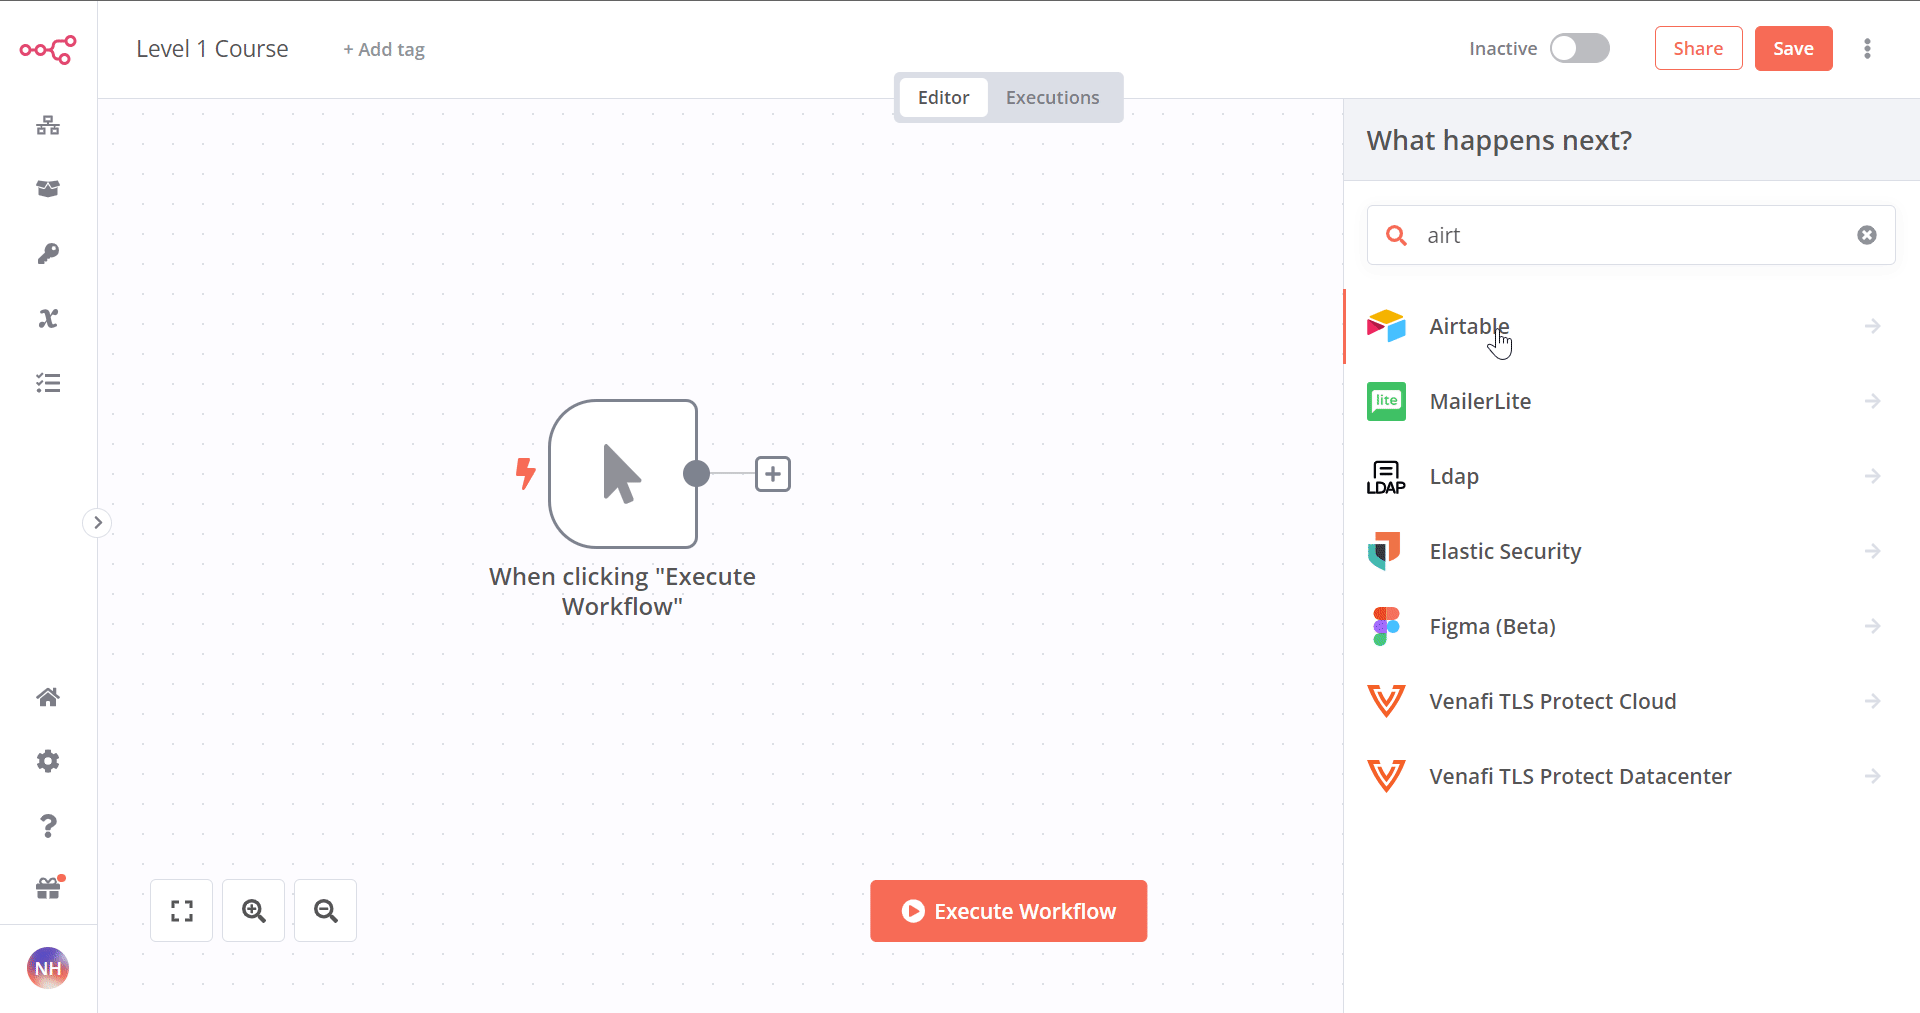 Level 1 Course
+ Add tag
Inactive
Share
Save
Editor
Executions
What happens next?
airt
Airtable
lite
MailerLite
LDAP
Ldap
Elastic Security
Figma (Beta)
Venafi TLS Protect Cloud
Venafi TLS Protect Datacenter
When clicking "Execute
Workflow"
Execute Workflow
NH